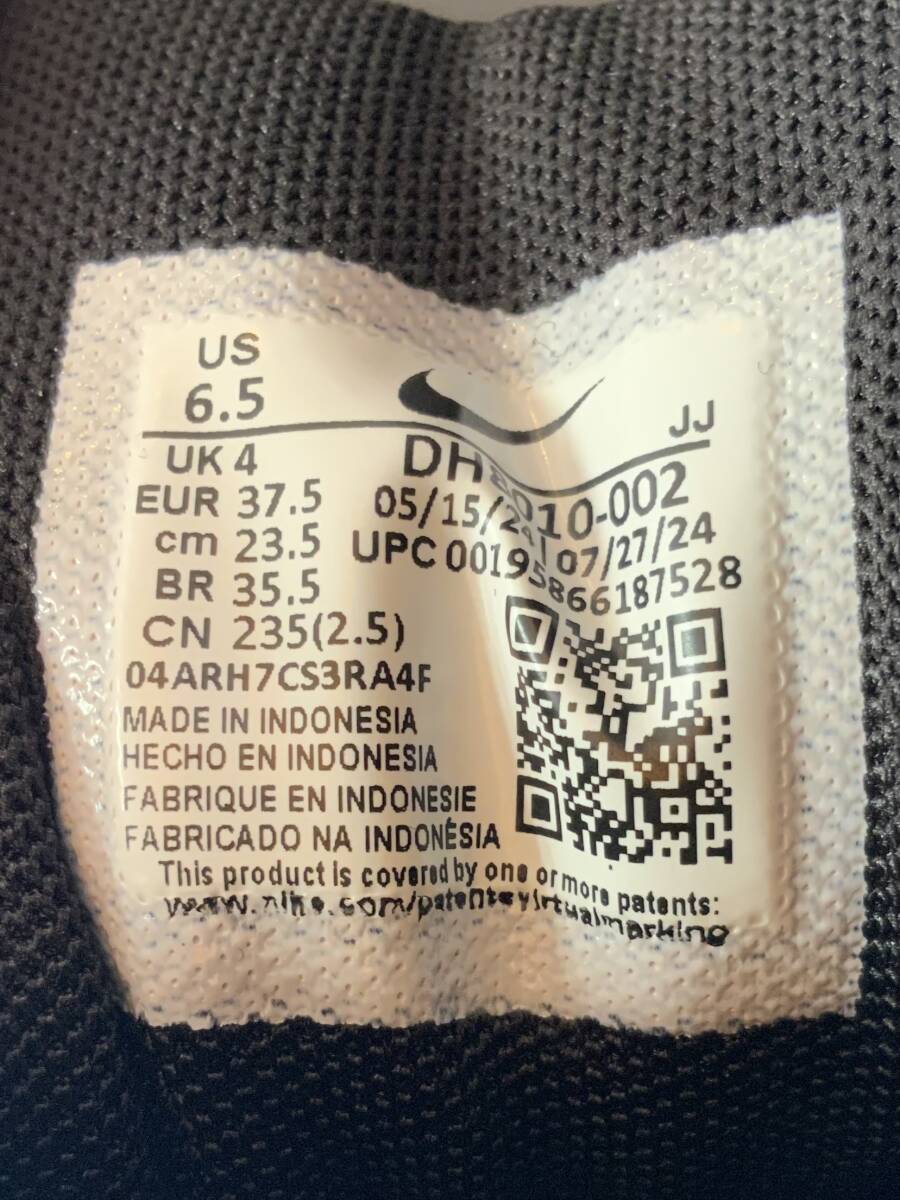 US
6.5
JJ
UK 4
EUR 37.5
cm 23.5
BR 35.5
CN 235(2.5)
04ARH7CS3RA4F
DH8010-002
05/15/24 | 07/27/24
UPC 00195866187528
MADE IN INDONESIA
HECHO EN INDONESIA
FABRIQUE EN INDONESIE
FABRICADO NA INDONÉSIA
This product is covered by one or more patents:
www.nike.com/patentsvirtualmarking